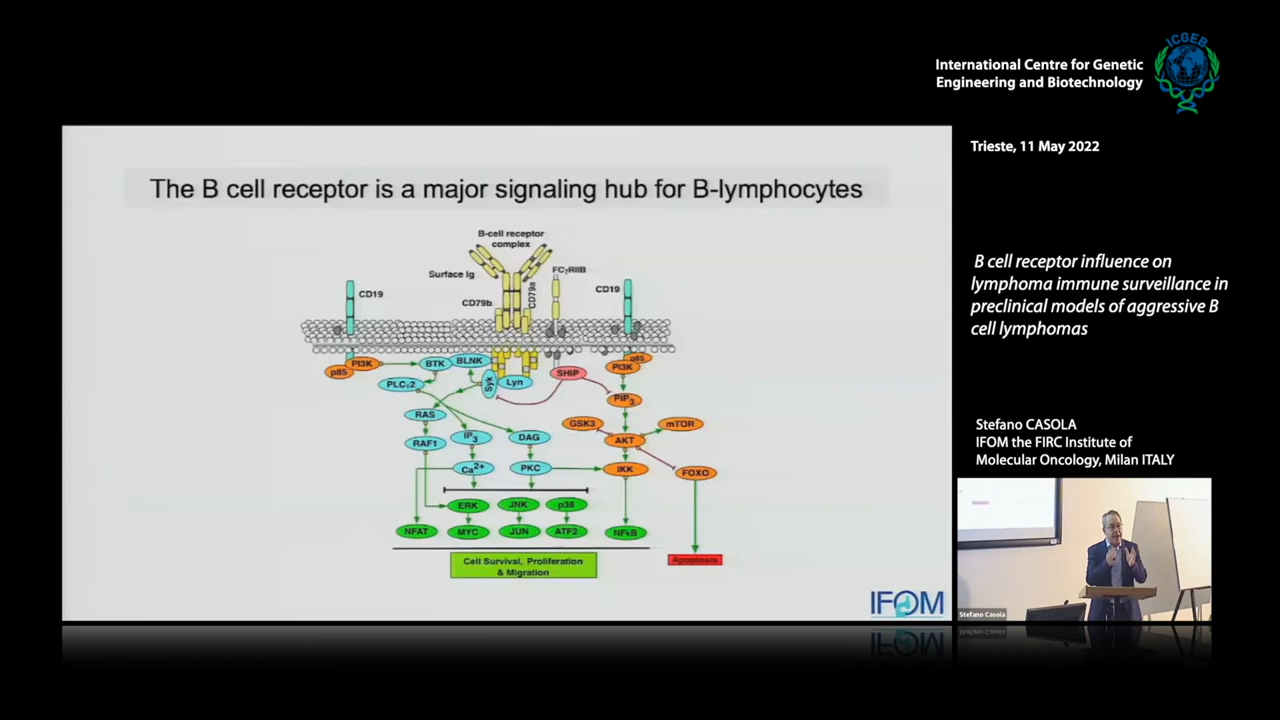 ICGEB
International Centre for Genetic
Engineering and Biotechnology
Trieste, 11 May 2022
B cell receptor influence on
lymphoma immune surveillance in
preclinical models of aggressive B
cell lymphomas
Stefano CASOLA
IFOM the FIRC Institute of
Molecular Oncology, Milan ITALY
Stefano Casola
The B cell receptor is a major signaling hub for B-lymphocytes
B-cell receptor
complex
Surface Ig
FCγRIIB
CD19
CD79b
CD79a
CD19
p85
PI3K
BTK
BLNK
PLCγ2
Syk
Lyn
SHIP
p85
PI3K
PIP3
RAS
IP3
DAG
GSK3
AKT
mTOR
RAF1
Ca2+
PKC
IKK
FOXO
ERK
JNK
p38
NFAT
MYC
JUN
ATF2
NFkB
Cell Survival, Proliferation
& Migration
Apoptosis
IFOM